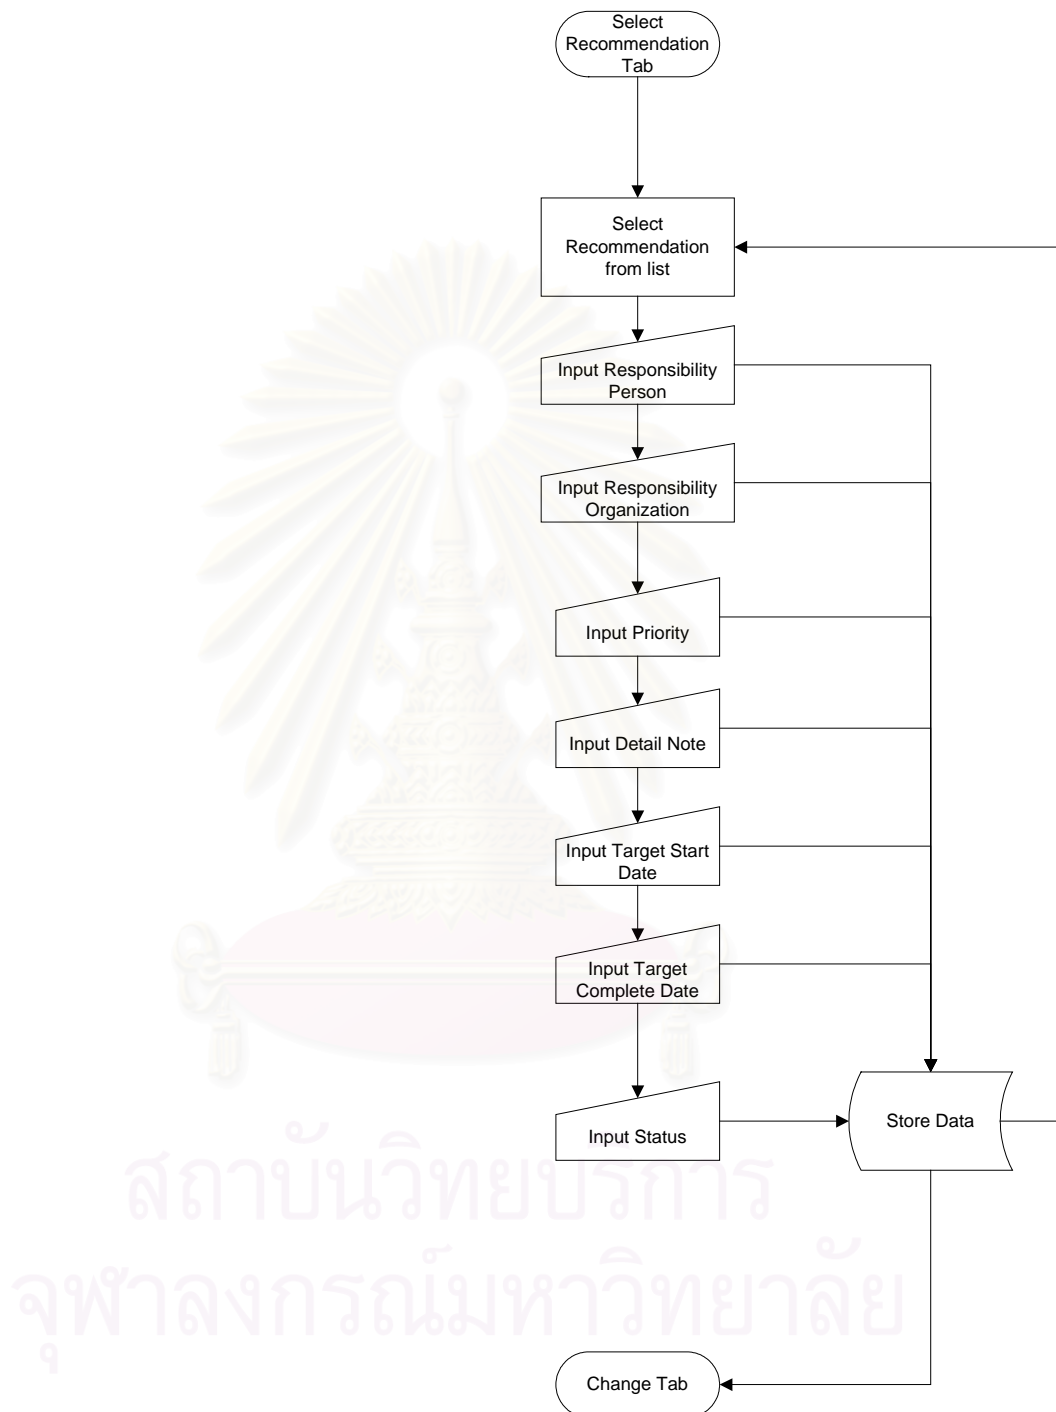 Select
Recommendation
Tab
Select
Recommendation
from list
Input Responsibility
Person
Input Responsibility
Organization
Input Priority
Input Detail Note
Input Target Start
Date
Input Target
Complete Date
Input Status
Store Data
สถาบันวิทยบริการ
จุฬาลงกรณ์มหาวิทยาลัย
Change Tab